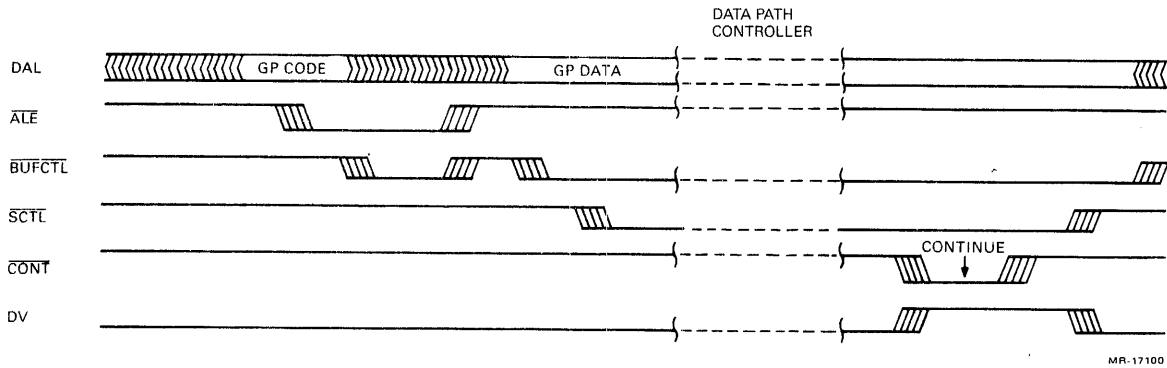 DATA PATH
CONTROLLER
DAL
GP CODE
GP DATA
ALE
BUFCTL
SCTL
CONT
CONTINUE
DV
MR-17100